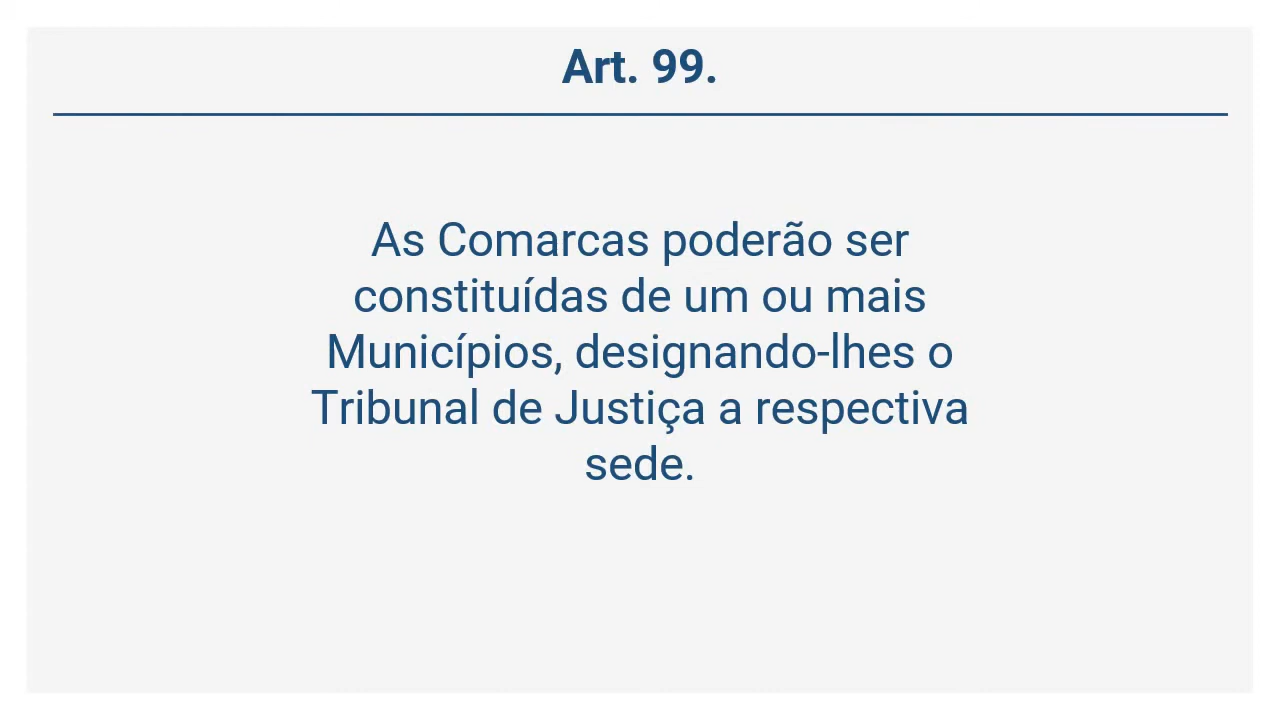 Art. 99.
As Comarcas poderão ser
constituídas de um ou mais
Municípios, designando-lhes o
Tribunal de Justiça a respectiva
sede.